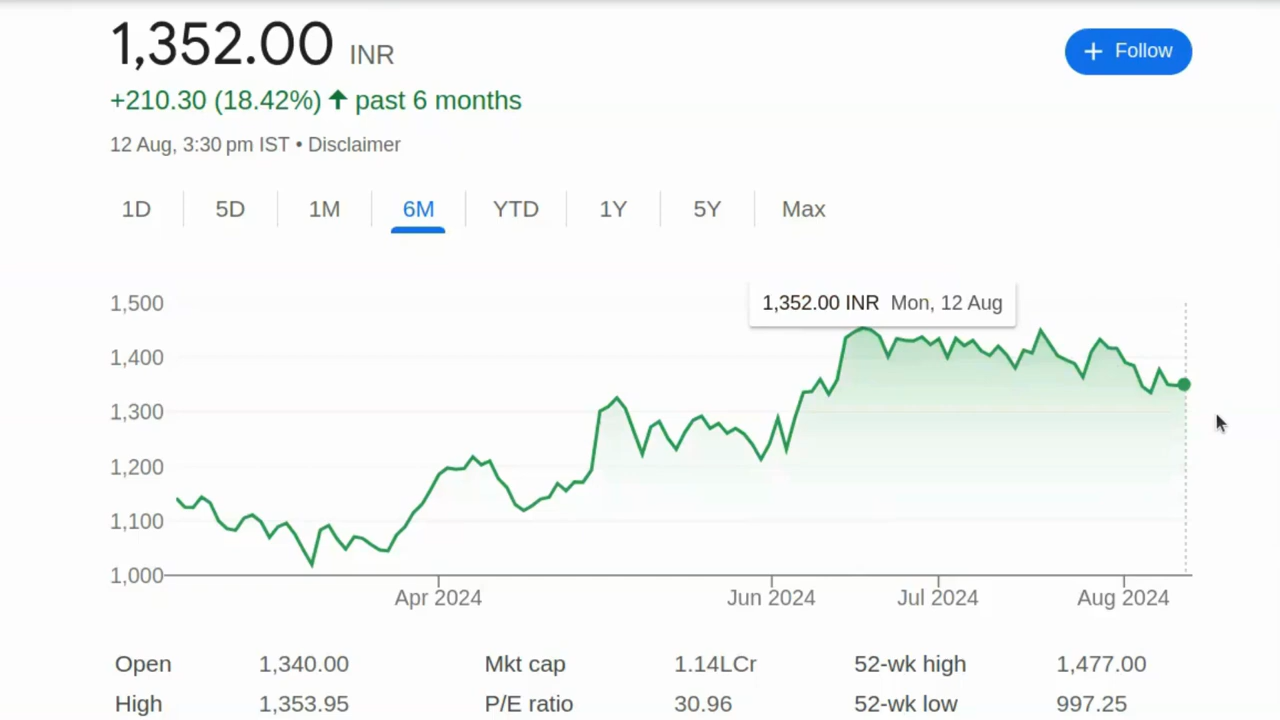 1,352.00 INR
+ Follow
+210.30 (18.42%) ↑ past 6 months
12 Aug, 3:30 pm IST • Disclaimer
1D 5D 1M 6M YTD 1Y 5Y Max
1,352.00 INR Mon, 12 Aug
1,500
1,400
1,300
1,200
1,100
1,000
Apr 2024 Jun 2024 Jul 2024 Aug 2024
Open 1,340.00 Mkt cap 1.14LCr 52-wk high 1,477.00
High 1,353.95 P/E ratio 30.96 52-wk low 997.25